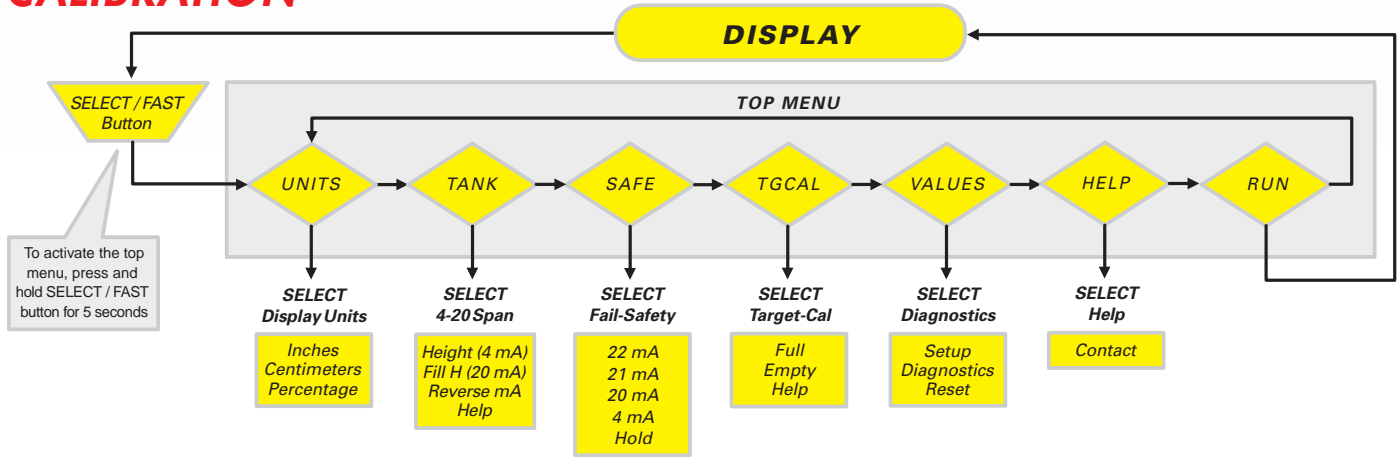 CALIBRATION
DISPLAY
SELECT / FAST
Button
TOP MENU
UNITS
TANK
SAFE
TGCAL
VALUES
HELP
RUN
To activate the top
menu, press and
hold SELECT / FAST
button for 5 seconds
SELECT
Display Units
Inches
Centimeters
Percentage
SELECT
4-20 Span
Height (4 mA)
Fill H (20 mA)
Reverse mA
Help
SELECT
Fail-Safety
22 mA
21 mA
20 mA
4 mA
Hold
SELECT
Target-Cal
Full
Empty
Help
SELECT
Diagnostics
Setup
Diagnostics
Reset
SELECT
Help
Contact